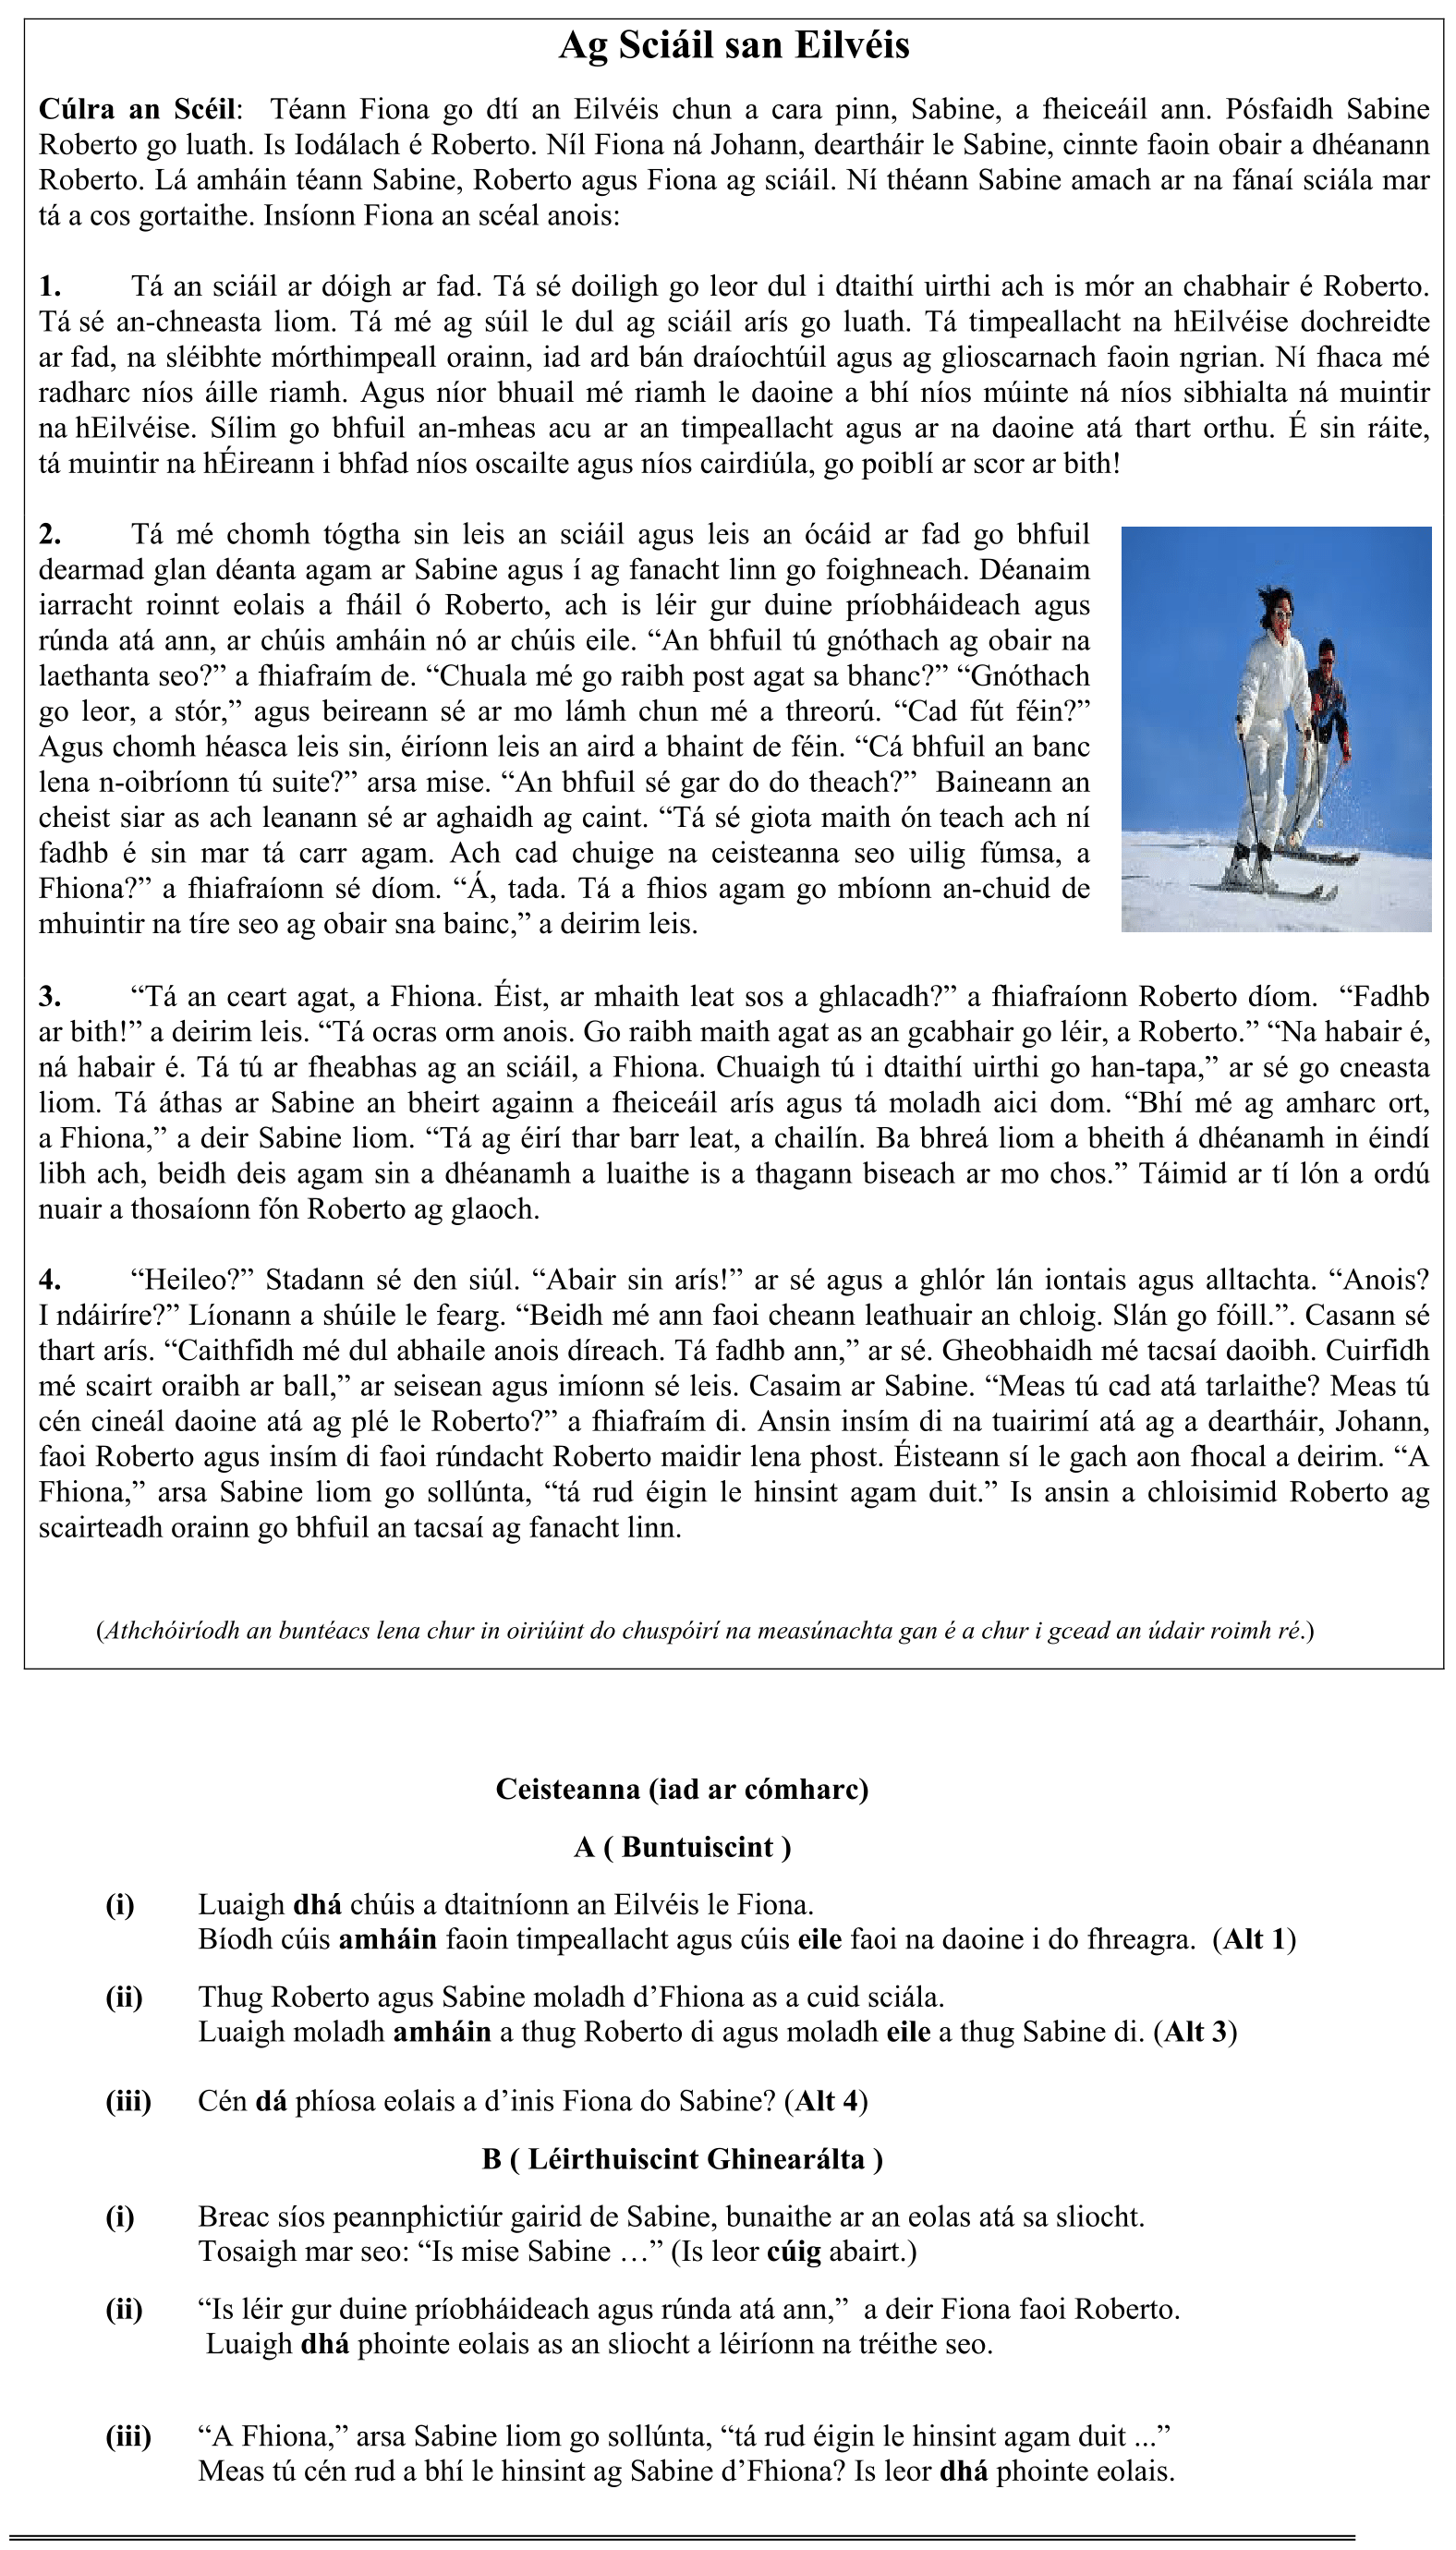 Ag Sciáil san Eilvéis
Cúlra an Scéil: Téann Fiona go dtí an Eilvéis chun a cara pinn, Sabine, a fheiceáil ann. Pósfaidh Sabine
Roberto go luath. Is Iodálach é Roberto. Níl Fiona ná Johann, deartháir le Sabine, cinnte faoin obair a dhéanann
Roberto. Lá amháin téann Sabine, Roberto agus Fiona ag sciáil. Ní théann Sabine amach ar na fánaí sciála mar
tá a cos gortaithe. Insíonn Fiona an scéal anois:
1. Tá an sciáil ar dóigh ar fad. Tá sé doiligh go leor dul i dtaithí uirthi ach is mór an chabhair é Roberto.
Tá sé an-chneasta liom. Tá mé ag súil le dul ag sciáil arís go luath. Tá timpeallacht na hEilvéise dochreidte
ar fad, na sléibhte mórthimpeall orainn, iad ard bán draíochtúil agus ag glioscarnach faoin ngrian. Ní fhaca mé
radharc níos áille riamh. Agus níor bhuail mé riamh le daoine a bhí níos múinte ná níos sibhialta ná muintir
na hEilvéise. Sílim go bhfuil an-mheas acu ar an timpeallacht agus ar na daoine atá thart orthu. É sin ráite,
tá muintir na hÉireann i bhfad níos oscailte agus níos cairdiúla, go poiblí ar scor ar bith!
2. Tá mé chomh tógtha sin leis an sciáil agus leis an ócáid ar fad go bhfuil
dearmad glan déanta agam ar Sabine agus í ag fanacht linn go foighneach. Déanaim
iarracht roinnt eolais a fháil ó Roberto, ach is léir gur duine príobháideach agus
rúnda atá ann, ar chúis amháin nó ar chúis eile. “An bhfuil tú gnóthach ag obair na
laethanta seo?” a fhiafraím de. “Chuala mé go raibh post agat sa bhanc?” “Gnóthach
go leor, a stór,” agus beireann sé ar mo lámh chun mé a threorú. “Cad fút féin?”
Agus chomh héasca leis sin, éiríonn leis an aird a bhaint de féin. “Cá bhfuil an banc
lena n-oibríonn tú suite?” arsa mise. “An bhfuil sé gar do do theach?” Baineann an
cheist siar as ach leanann sé ar aghaidh ag caint. “Tá sé giota maith ón teach ach ní
fadhb é sin mar tá carr agam. Ach cad chuige na ceisteanna seo uilig fúmsa, a
Fhiona?” a fhiafraíonn sé díom. “Á, tada. Tá a fhios agam go mbíonn an-chuid de
mhuintir na tíre seo ag obair sna bainc,” a deirim leis.
3. “Tá an ceart agat, a Fhiona. Éist, ar mhaith leat sos a ghlacadh?” a fhiafraíonn Roberto díom. “Fadhb
ar bith!” a deirim leis. “Tá ocras orm anois. Go raibh maith agat as an gcabhair go léir, a Roberto.” “Na habair é,
ná habair é. Tá tú ar fheabhas ag an sciáil, a Fhiona. Chuaigh tú i dtaithí uirthi go han-tapa,” ar sé go cneasta
liom. Tá áthas ar Sabine an bheirt againn a fheiceáil arís agus tá moladh aici dom. “Bhí mé ag amharc ort,
a Fhiona,” a deir Sabine liom. “Tá ag éirí thar barr leat, a chailín. Ba bhreá liom a bheith á dhéanamh in éindí
libh ach, beidh deis agam sin a dhéanamh a luaithe is a thagann biseach ar mo chos.” Táimid ar tí lón a ordú
nuair a thosaíonn fón Roberto ag glaoch.
4. “Heileo?” Stadann sé den siúl. “Abair sin arís!” ar sé agus a ghlór lán iontais agus alltachta. “Anois?
I ndáiríre?” Líonann a shúile le fearg. “Beidh mé ann faoi cheann leathuair an chloig. Slán go fóill.”. Casann sé
thart arís. “Caithfidh mé dul abhaile anois díreach. Tá fadhb ann,” ar sé. Gheobhaidh mé tacsaí daoibh. Cuirfidh
mé scairt oraibh ar ball,” ar seisean agus imíonn sé leis. Casaim ar Sabine. “Meas tú cad atá tarlaithe? Meas tú
cén cineál daoine atá ag plé le Roberto?” a fhiafraím di. Ansin insím di na tuairimí atá ag a deartháir, Johann,
faoi Roberto agus insím di faoi rúndacht Roberto maidir lena phost. Éisteann sí le gach aon fhocal a deirim. “A
Fhiona,” arsa Sabine liom go sollúnta, “tá rud éigin le hinsint agam duit.” Is ansin a chloisimid Roberto ag
scairteadh orainn go bhfuil an tacsaí ag fanacht linn.
(Athchóiríodh an buntéacs lena chur in oiriúint do chuspóirí na measúnachta gan é a chur i gcead an údair roimh ré.)
Ceisteanna (iad ar cómharc)
A ( Buntuiscint )
(i) Luaigh dhá chúis a dtaitníonn an Eilvéis le Fiona.
Bíodh cúis amháin faoin timpeallacht agus cúis eile faoi na daoine i do fhreagra. (Alt 1)
(ii) Thug Roberto agus Sabine moladh d’Fhiona as a cuid sciála.
Luaigh moladh amháin a thug Roberto di agus moladh eile a thug Sabine di. (Alt 3)
(iii) Cén dá phíosa eolais a d’inis Fiona do Sabine? (Alt 4)
B ( Léirthuiscint Ghinearálta )
(i) Breac síos peannphictiúr gairid de Sabine, bunaithe ar an eolas atá sa sliocht.
Tosaigh mar seo: “Is mise Sabine …” (Is leor cúig abairt.)
(ii) “Is léir gur duine príobháideach agus rúnda atá ann,” a deir Fiona faoi Roberto.
Luaigh dhá phointe eolais as an sliocht a léiríonn na tréithe seo.
(iii) “A Fhiona,” arsa Sabine liom go sollúnta, “tá rud éigin le hinsint agam duit ...”
Meas tú cén rud a bhí le hinsint ag Sabine d’Fhiona? Is leor dhá phointe eolais.